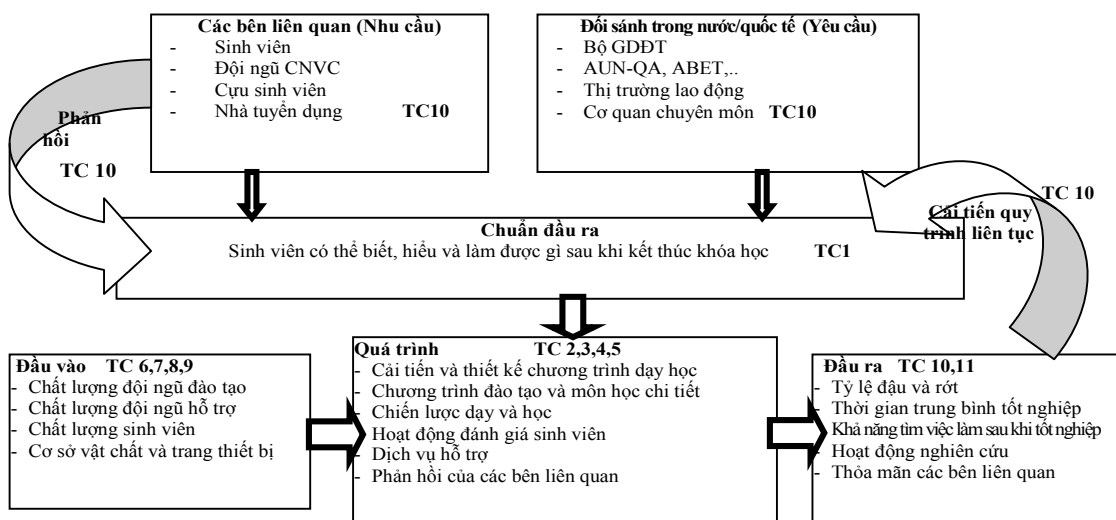 Các bên liên quan (Nhu cầu)
- Sinh viên
- Đội ngũ CNVC
- Cựu sinh viên
- Nhà tuyển dụng TC10
Đối sánh trong nước/quốc tế (Yêu cầu)
- Bộ GDĐT
- AUN-QA, ABET,..
- Thị trường lao động
- Cơ quan chuyên môn TC10
Phản
hồi
TC 10
TC 10
Cải tiến quy
trình liên tục
Chuẩn đầu ra
Sinh viên có thể biết, hiểu và làm được gì sau khi kết thúc khóa học TC1
Đầu vào TC 6,7,8,9
- Chất lượng đội ngũ đào tạo
- Chất lượng đội ngũ hỗ trợ
- Chất lượng sinh viên
- Cơ sở vật chất và trang thiết bị
Quá trình TC 2,3,4,5
- Cải tiến và thiết kế chương trình dạy học
- Chương trình đào tạo và môn học chi tiết
- Chiến lược dạy và học
- Hoạt động đánh giá sinh viên
- Dịch vụ hỗ trợ
- Phản hồi của các bên liên quan
Đầu ra TC 10,11
- Tỷ lệ đậu và rớt
- Thời gian trung bình tốt nghiệp
- Khả năng tìm việc làm sau khi tốt nghiệp
- Hoạt động nghiên cứu
- Thỏa mãn các bên liên quan